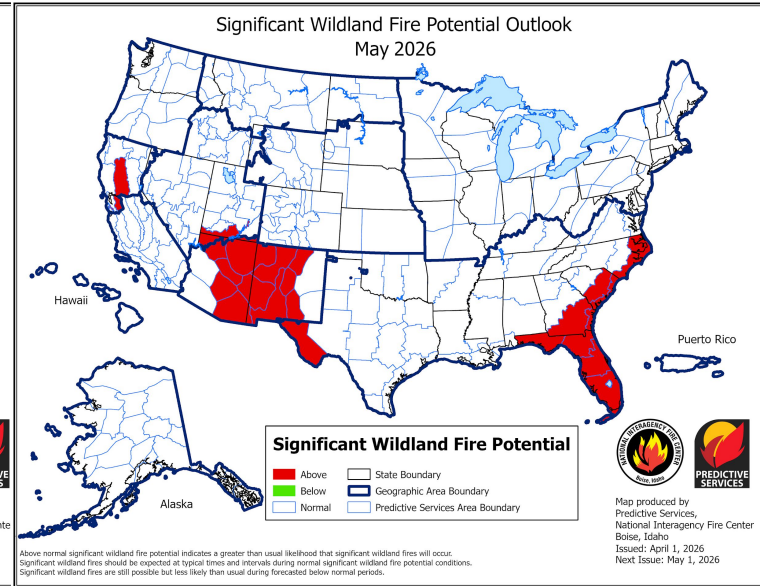 Significant Wildland Fire Potential Outlook
May 2026
Hawaii
Puerto Rico
Alaska
Significant Wildland Fire Potential
Above
Below
Normal
State Boundary
Geographic Area Boundary
Predictive Services Area Boundary
NATIONAL INTERAGENCY FIRE CENTER
Boise, Idaho
PREDICTIVE
SERVICES
Map produced by
Predictive Services,
National Interagency Fire Center
Boise, Idaho
Issued: April 1, 2026
Next Issue: May 1, 2026
Above normal significant wildland fire potential indicates a greater than usual likelihood that significant wildland fires will occur.
Significant wildland fires should be expected at typical times and intervals during normal significant wildland fire potential conditions.
Significant wildland fires are still possible but less likely than usual during forecasted below normal periods.